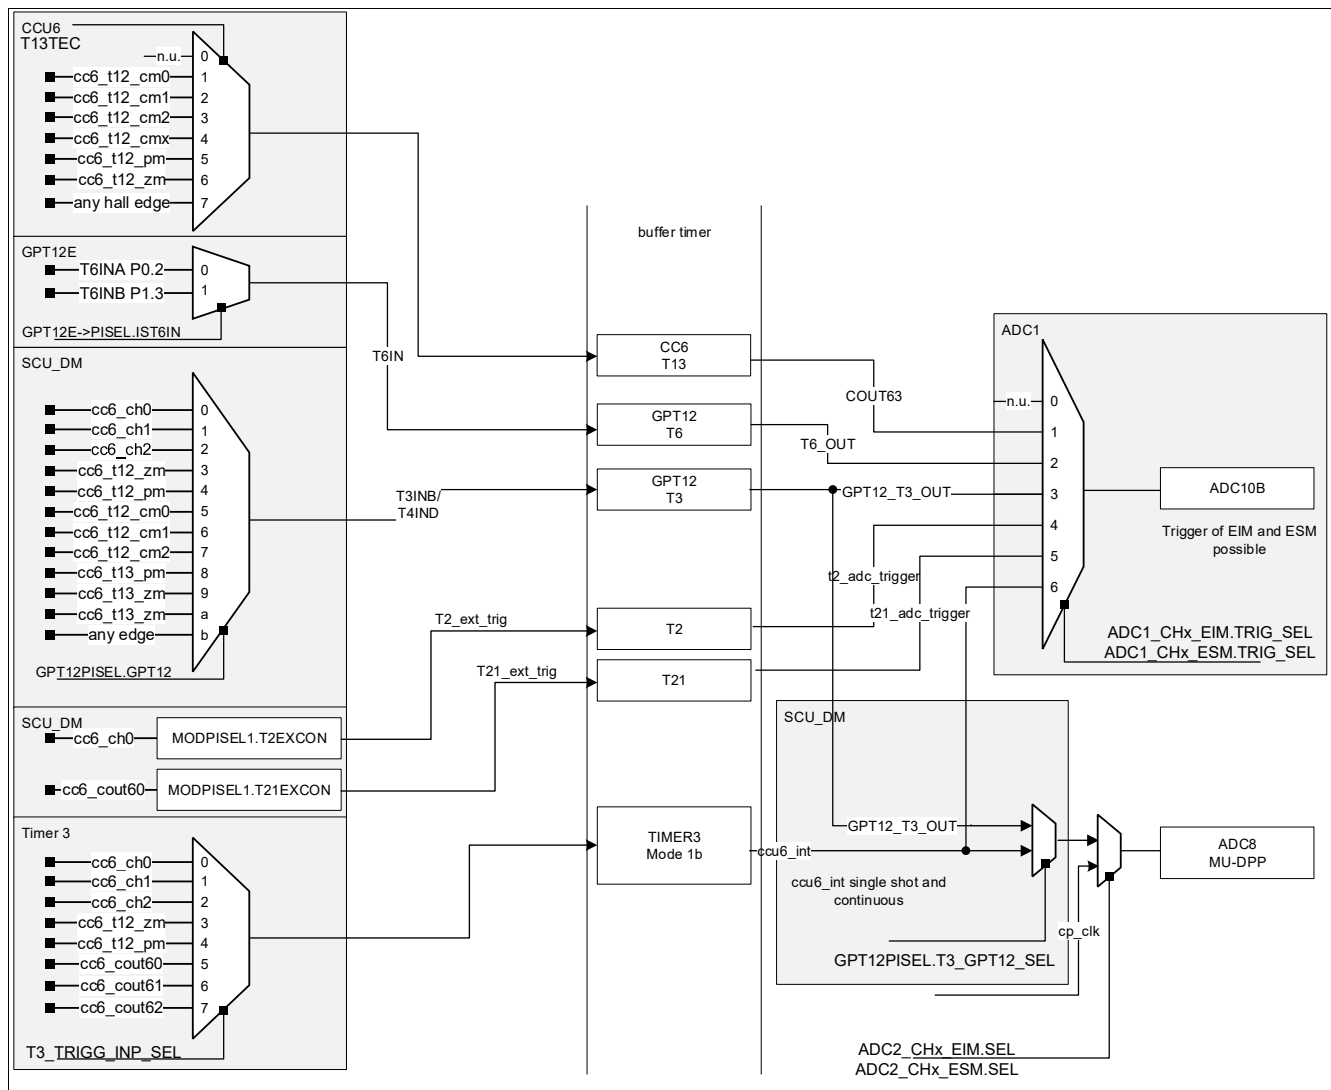 CCU6
T13TEC
n.u. 0
cc6_t12_cm0 1
cc6_t12_cm1 2
cc6_t12_cm2 3
cc6_t12_cmx 4
cc6_t12_pm 5
cc6_t12_zm 6
any hall edge 7
GPT12E
T6INA P0.2 0
T6INB P1.3 1
GPT12E->PISEL.IST6IN
SCU_DM
cc6_ch0 0
cc6_ch1 1
cc6_ch2 2
cc6_t12_zm 3
cc6_t12_pm 4
cc6_t12_cm0 5
cc6_t12_cm1 6
cc6_t12_cm2 7
cc6_t13_pm 8
cc6_t13_zm 9
cc6_t13_zm a
any edge b
GPT12PISEL.GPT12
SCU_DM
cc6_ch0 MODPISEL1.T2EXCON
cc6_cout60 MODPISEL1.T21EXCON
Timer 3
cc6_ch0 0
cc6_ch1 1
cc6_ch2 2
cc6_t12_zm 3
cc6_t12_pm 4
cc6_cout60 5
cc6_cout61 6
cc6_cout62 7
T3_TRIGG_INP_SEL
T6IN
T3INB/
T4IND
T2_ext_trig
T21_ext_trig
buffer timer
CC6
T13
GPT12
T6
GPT12
T3
T2
T21
TIMER3
Mode 1b
COUT63
T6_OUT
GPT12_T3_OUT
t2_adc_trigger
t21_adc_trigger
ccu6_int
ADC1
n.u. 0
1
2
3
4
5
6
ADC10B
Trigger of EIM and ESM
possible
ADC1_CHx_EIM.TRIG_SEL
ADC1_CHx_ESM.TRIG_SEL
SCU_DM
GPT12_T3_OUT
ccu6_int single shot and
continuous
GPT12PISEL.T3_GPT12_SEL
cp_clk
ADC8
MU-DPP
ADC2_CHx_EIM.SEL
ADC2_CHx_ESM.SEL